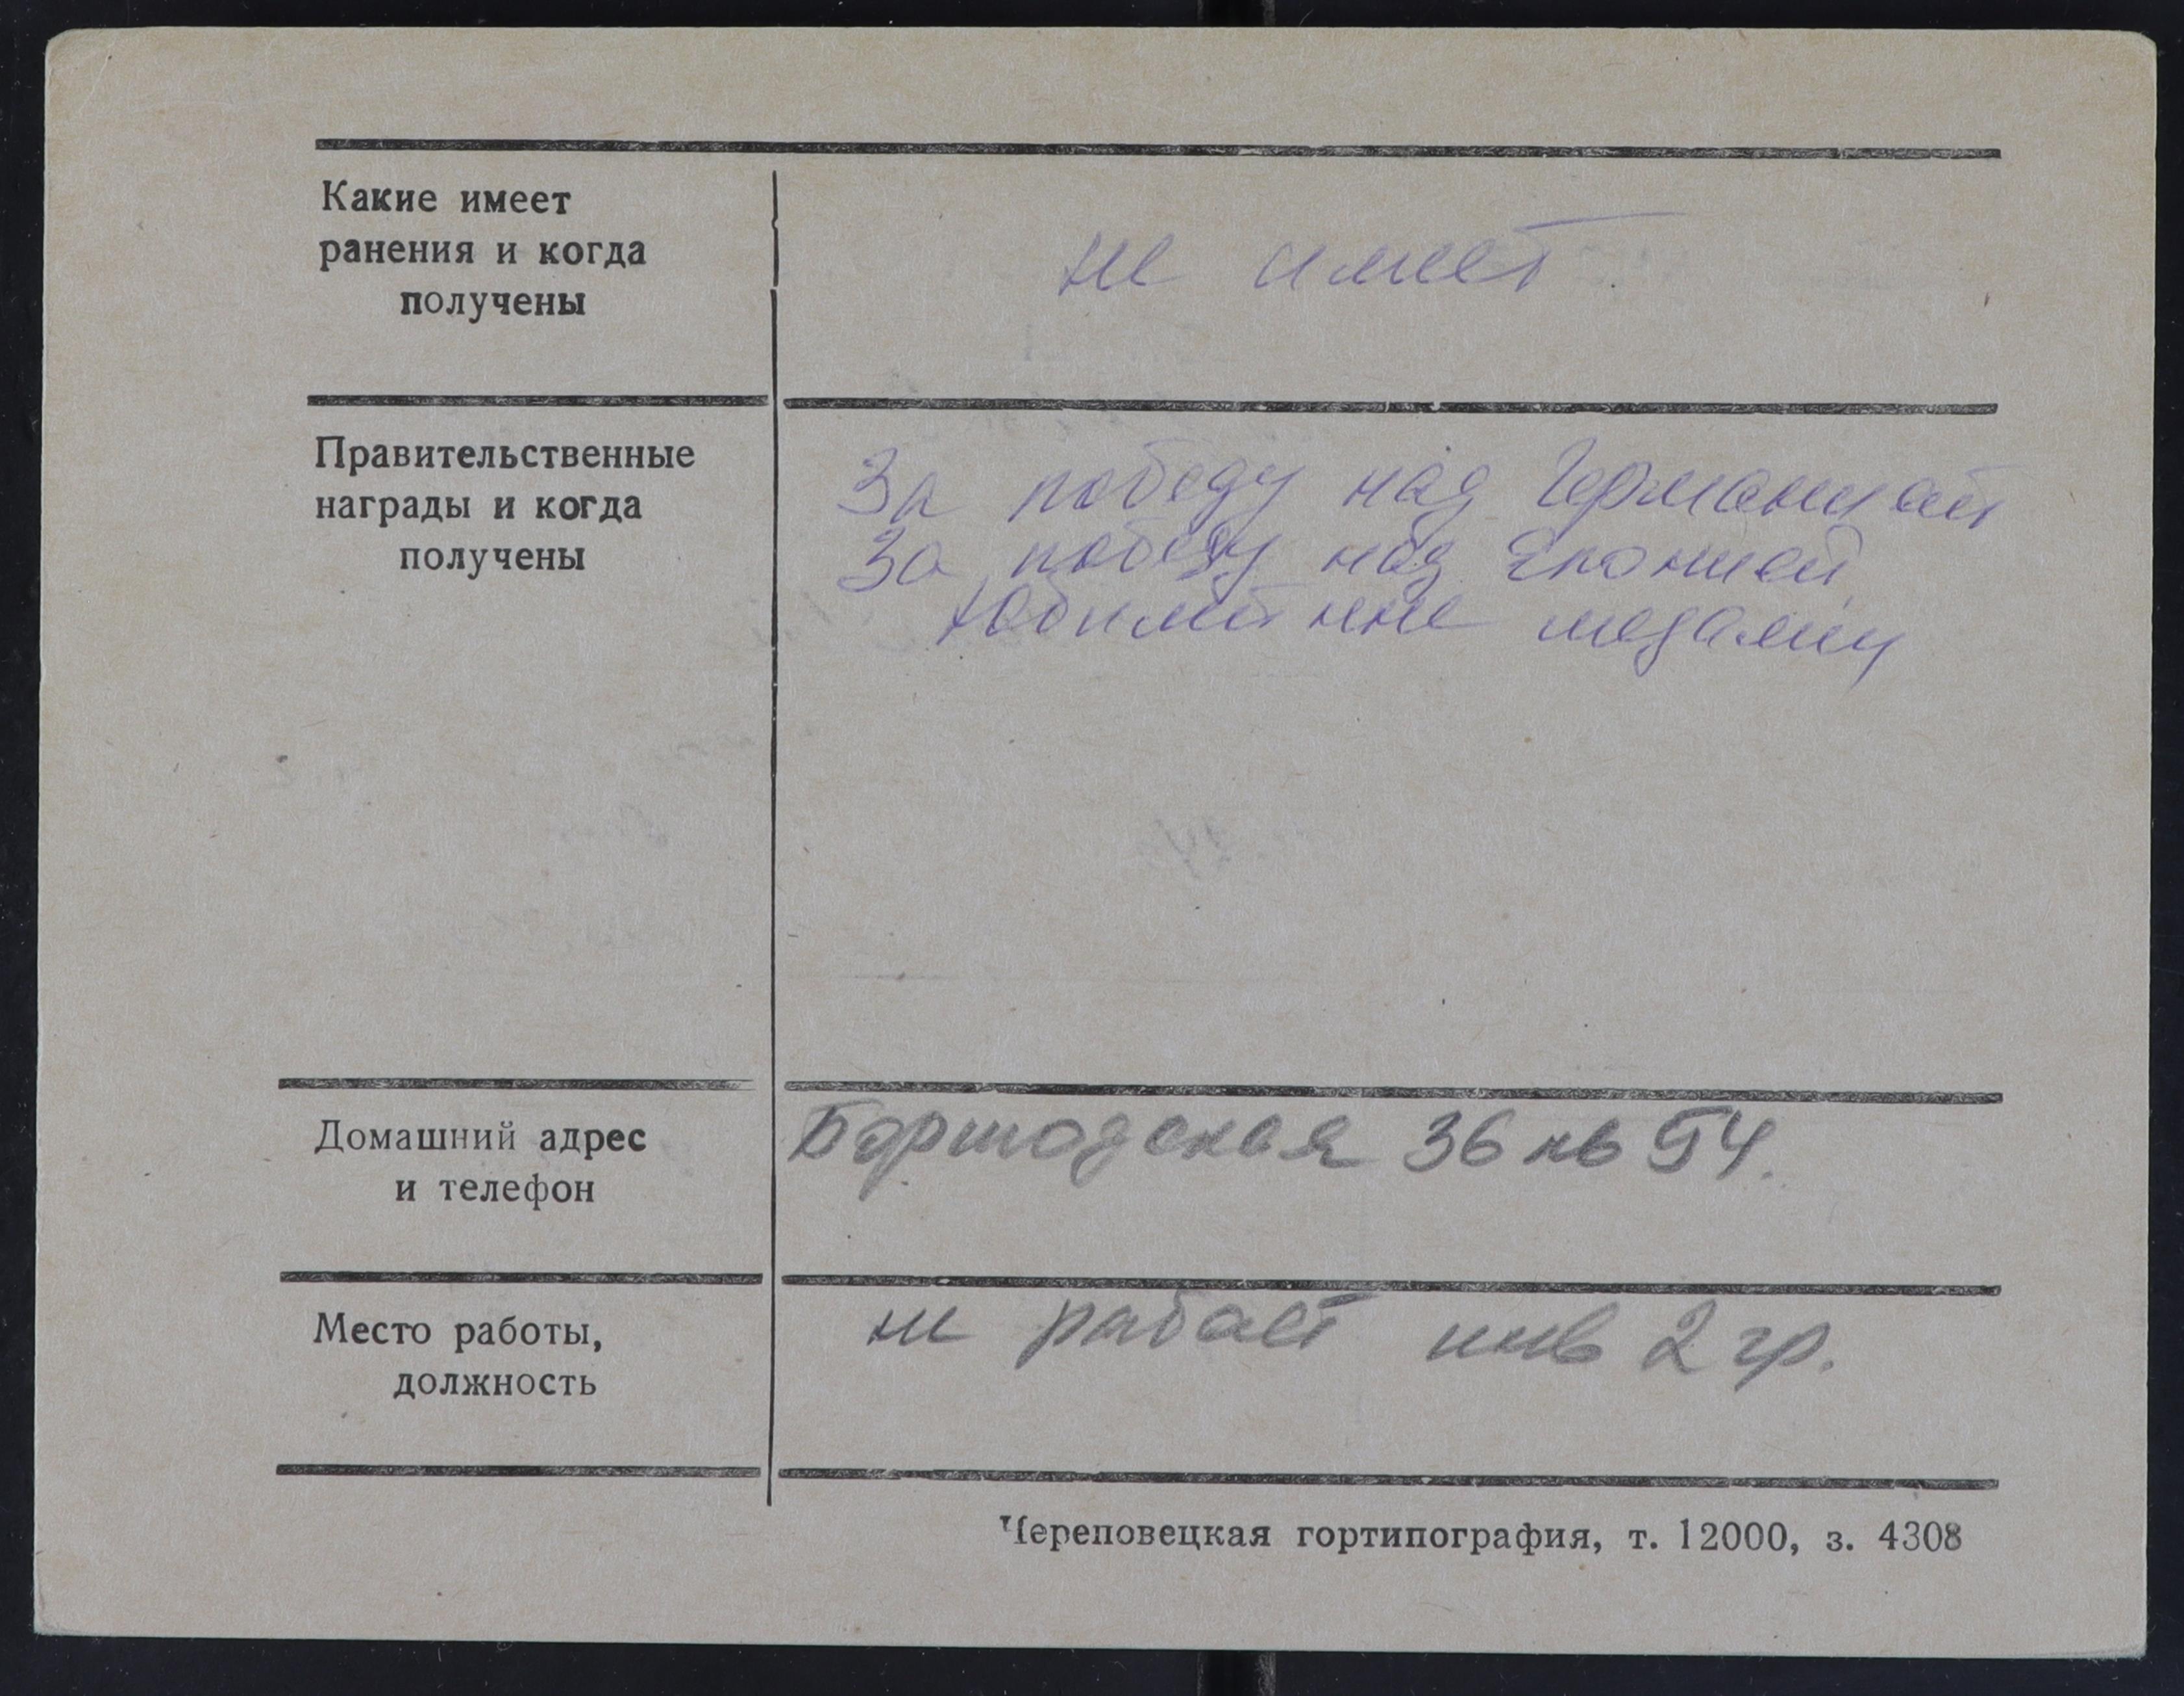 Какие имеет
ранения и когда
получены
не имеет.
Правительственные
награды и когда
получены
За победу над Германией
За победу над Японией
юбилейные медали
Домашний адрес
и телефон
Боршодская 36 кв 54.
Место работы,
должность
не работает инв 2 гр.
Череповецкая гортипография, т. 12000, з. 4308